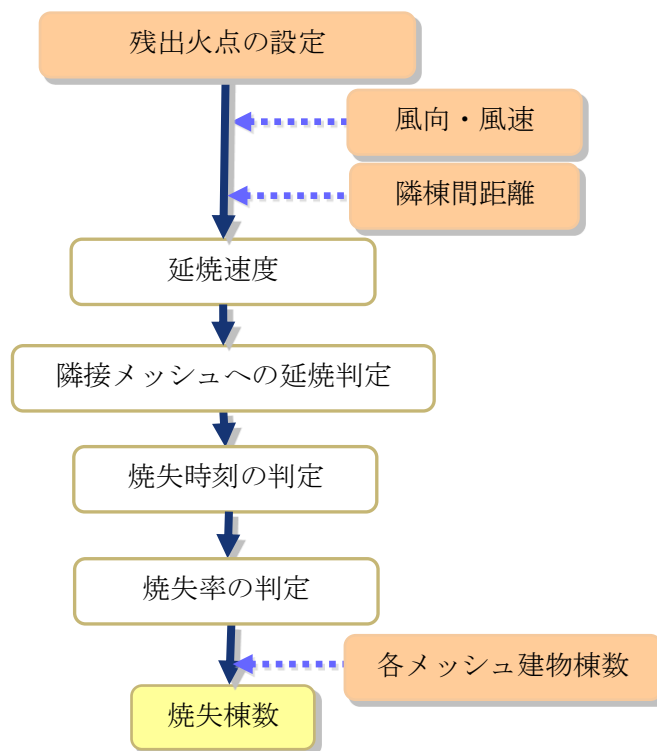 残出火点の設定
風向・風速
隣棟間距離
延焼速度
隣接メッシュへの延焼判定
焼失時刻の判定
焼失率の判定
各メッシュ建物棟数
焼失棟数